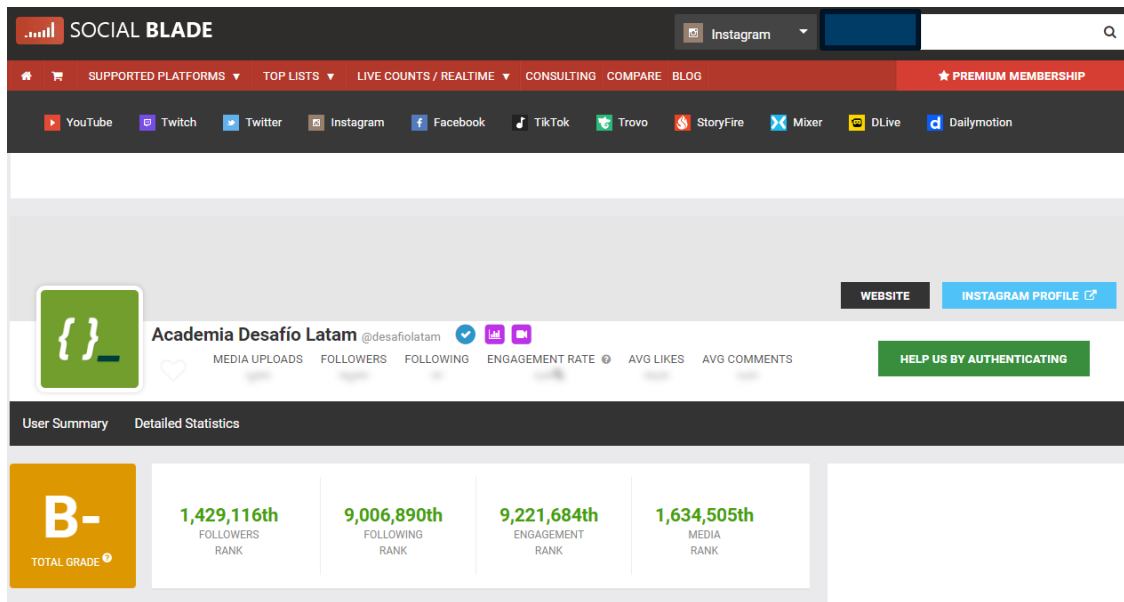 SOCIAL BLADE
Instagram
SUPPORTED PLATFORMS ▼ TOP LISTS ▼ LIVE COUNTS / REALTIME ▼ CONSULTING COMPARE BLOG PREMIUM MEMBERSHIP
YouTube Twitch Twitter Instagram Facebook TikTok Trovo StoryFire Mixer DLive Dailymotion
WEBSITE INSTAGRAM PROFILE
{ }_
Academia Desafío Latam @desafiolatam
MEDIA UPLOADS FOLLOWERS FOLLOWING ENGAGEMENT RATE AVG LIKES AVG COMMENTS
HELP US BY AUTHENTICATING
User Summary Detailed Statistics
B-
TOTAL GRADE
1,429,116th 9,006,890th 9,221,684th 1,634,505th
FOLLOWERS FOLLOWING ENGAGEMENT MEDIA
RANK RANK RANK RANK